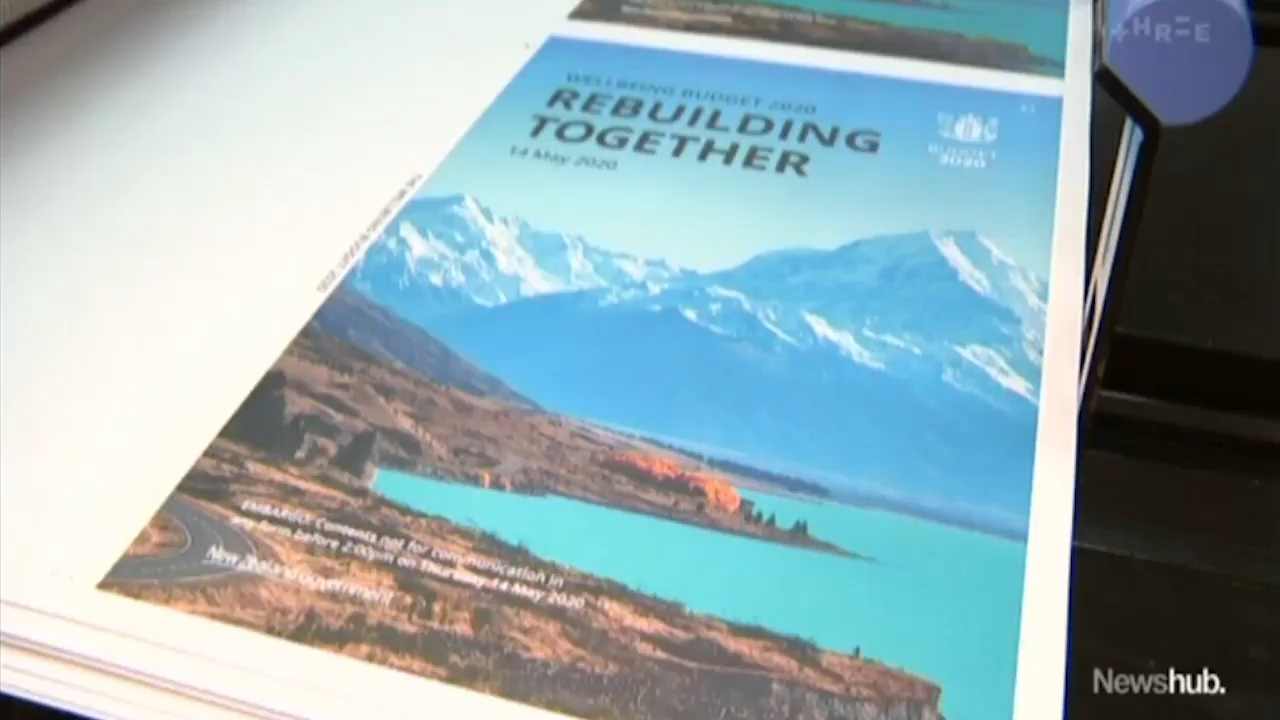 +HR=E
WELLBEING BUDGET 2020
REBUILDING
TOGETHER
14 May 2020
BUDGET
2020
EMBARGO: Contents not for communication in
any form before 2:00pm on Thursday 14 May 2020
New Zealand Government
Newshub.